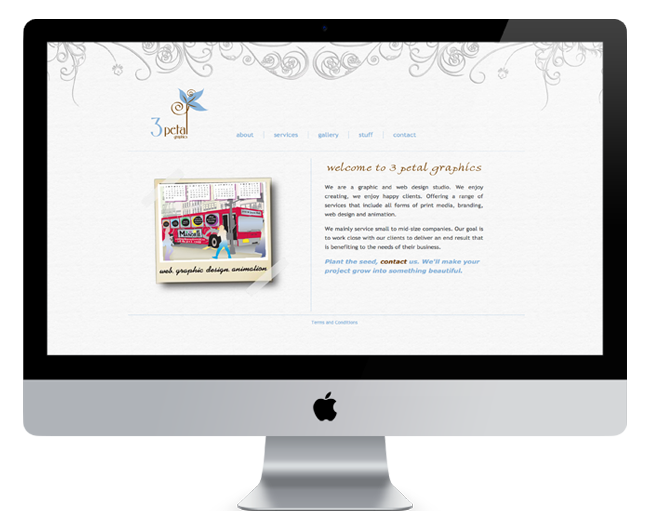 3 petal
graphics
about
services
gallery
stuff
contact
welcome to 3 petal graphics
We are a graphic and web design studio. We enjoy
creating, we enjoy happy clients. Offering a range of
services that include all farms of print media, branding,
web design and animation.
We mainly service small to mid-size companies. Our goal is
to work close with our clients to deliver an end result that
is benefiting to the needs of their business.
Plant the seed, contact us. We'll make your
project grow into something beautiful.
web, graphic design, animation
Terms and Conditions